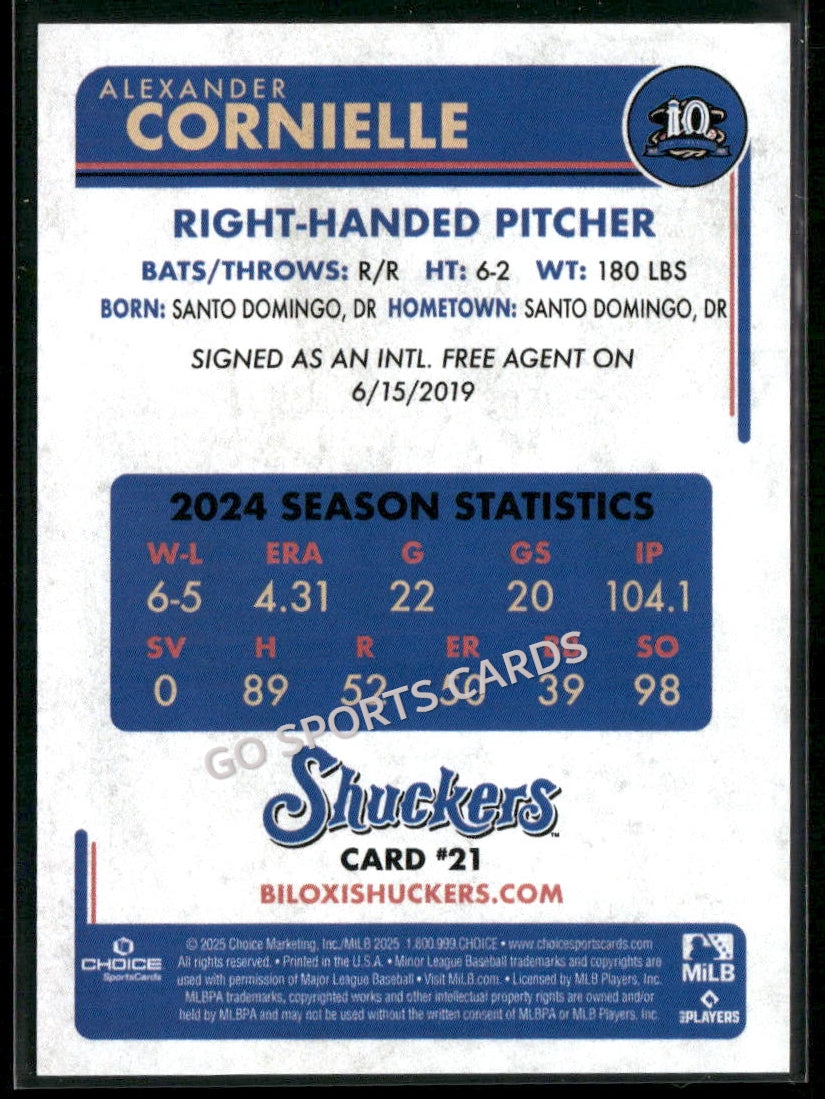 ALEXANDER
CORNIELLE
10
RIGHT-HANDED PITCHER
BATS/THROWS: R/R HT: 6-2 WT: 180 LBS
BORN: SANTO DOMINGO, DR HOMETOWN: SANTO DOMINGO, DR
SIGNED AS AN INTL. FREE AGENT ON
6/15/2019
2024 SEASON STATISTICS
W-L ERA G GS IP
6-5 4.31 22 20 104.1
SV H R ER BB SO
0 89 52 50 39 98
GO SPORTS CARDS
Shuckers™
CARD #21
BILOXISHUCKERS.COM
CHOICE
SportsCards
© 2025 Choice Marketing, Inc./MiLB 2025 1.800.999.CHOICE • www.choicesportscards.com
All rights reserved. • Printed in the U.S.A. • Minor League Baseball trademarks and copyrights are
used with permission of Major League Baseball • Visit MiLB.com. • Licensed by MLB Players, Inc.
MLBPA trademarks, copyrighted works and other intellectual property rights are owned and/or
held by MLBPA and may not be used without the written consent of MLBPA or MLB Players, Inc.
MiLB
PLAYERS